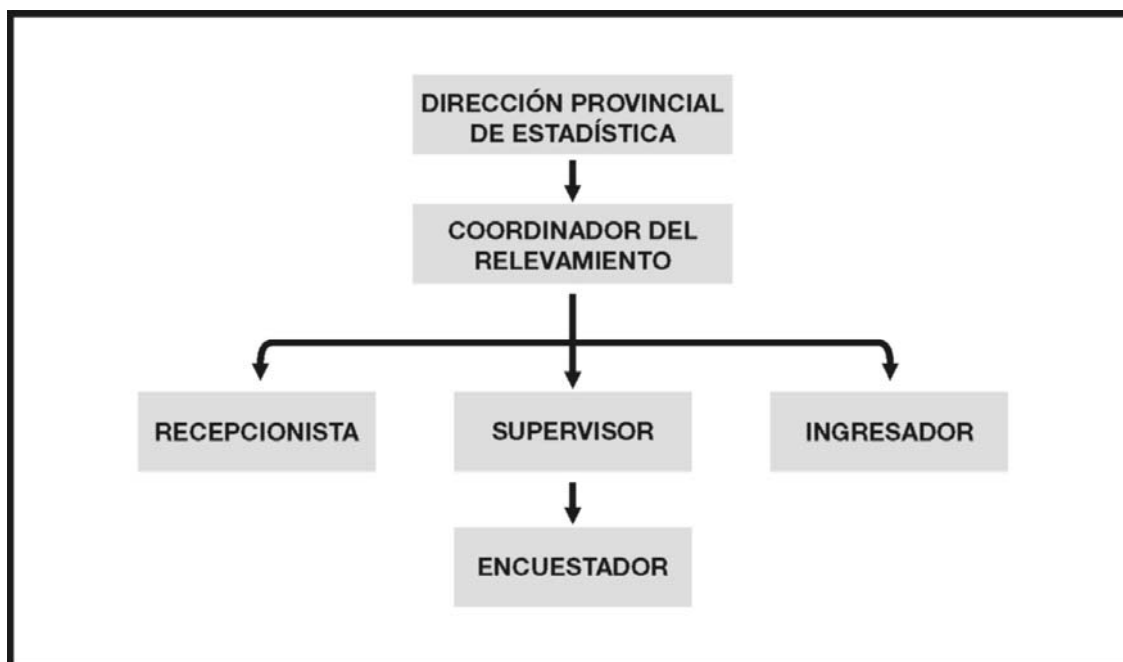 DIRECCIÓN PROVINCIAL
DE ESTADÍSTICA
COORDINADOR DEL
RELEVAMIENTO
RECEPCIONISTA
SUPERVISOR
INGRESADOR
ENCUESTADOR